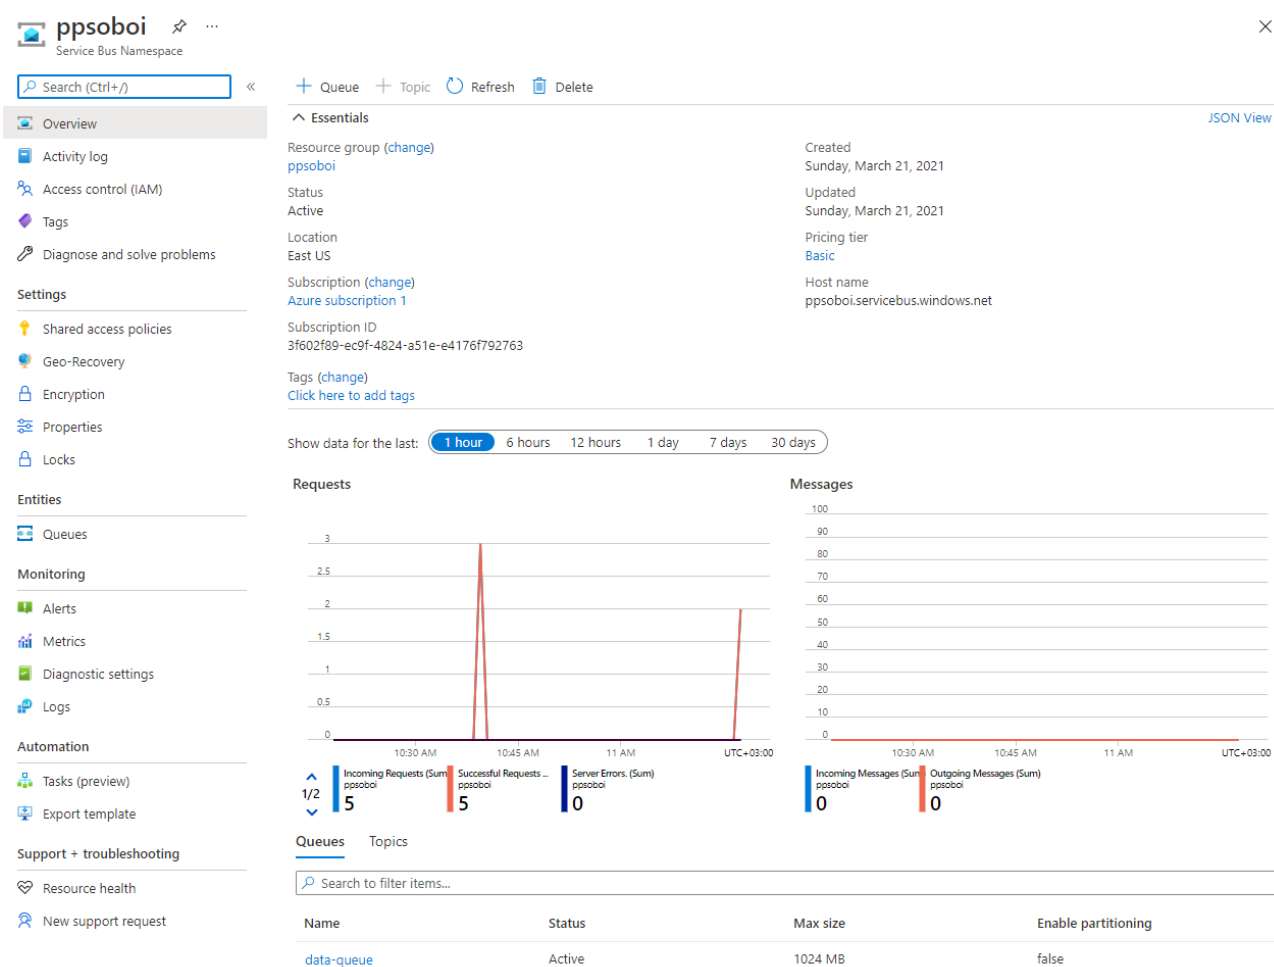 ppsoboi
...
Service Bus Namespace
Search (Ctrl+/)
«
Overview
Activity log
Access control (IAM)
Tags
Diagnose and solve problems
Settings
Shared access policies
Geo-Recovery
Encryption
Properties
Locks
Entities
Queues
Monitoring
Alerts
Metrics
Diagnostic settings
Logs
Automation
Tasks (preview)
Export template
Support + troubleshooting
Resource health
New support request
Queue Topic Refresh Delete
Essentials JSON View
Resource group (change)
ppsoboi
Status
Active
Location
East US
Subscription (change)
Azure subscription 1
Subscription ID
3f602f89-ec9f-4824-a51e-e4176f792763
Tags (change)
Click here to add tags
Created
Sunday, March 21, 2021
Updated
Sunday, March 21, 2021
Pricing tier
Basic
Host name
ppsoboi.servicebus.windows.net
Show data for the last: 1 hour 6 hours 12 hours 1 day 7 days 30 days
Requests
3
2.5
2
1.5
1
0.5
0
10:30 AM 10:45 AM 11 AM UTC+03:00
1/2
Incoming Requests (Sum)
ppsoboi
5
Successful Requests ...
ppsoboi
5
Server Errors. (Sum)
ppsoboi
0
Messages
100
90
80
70
60
50
40
30
20
10
0
10:30 AM 10:45 AM 11 AM UTC+03:00
Incoming Messages (Sum)
ppsoboi
0
Outgoing Messages (Sum)
ppsoboi
0
Queues Topics
Search to filter items...
Name Status Max size Enable partitioning
data-queue Active 1024 MB false